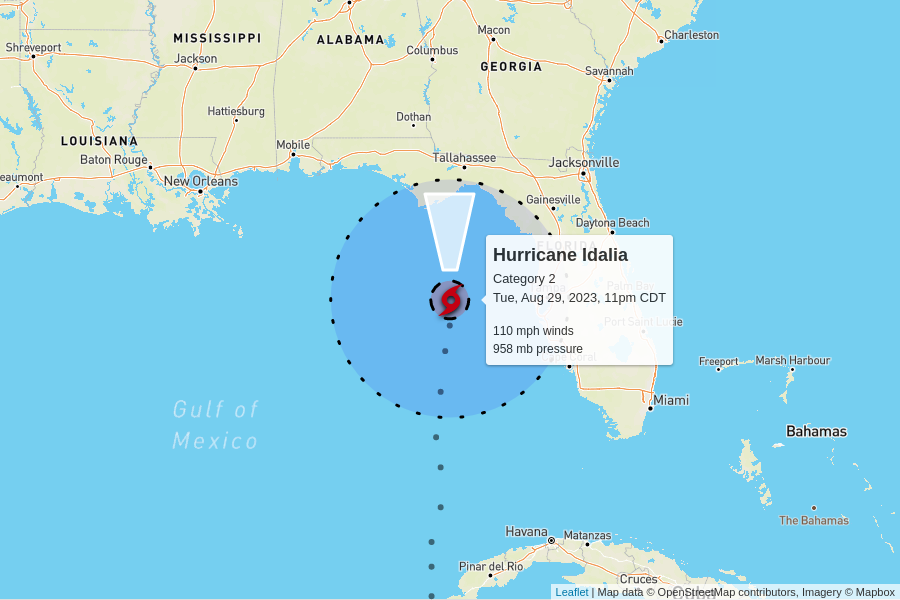 Charleston
Macon
MISSISSIPPI
ALABAMA
Shreveport
Columbus
Jackson
GEORGIA
Savannah
Hattiesburg
Dothan
LOUISIANA
Mobile
Baton Rouge
Tallahassee
Jacksonville
eaumont
New Orleans
Gainesville
Daytona Beach
FLORIDA
Hurricane Idalia
Category 2
Palm Bay
Tue, Aug 29, 2023, 11pm CDT
Port Saint Lucie
110 mph winds
958 mb pressure
Freeport
Marsh Harbour
Miami
Gulf of
Mexico
Bahamas
The Bahamas
Havana
Matanzas
Pinar del Río
Cruces
Leaflet | Map data © OpenStreetMap contributors, Imagery © Mapbox